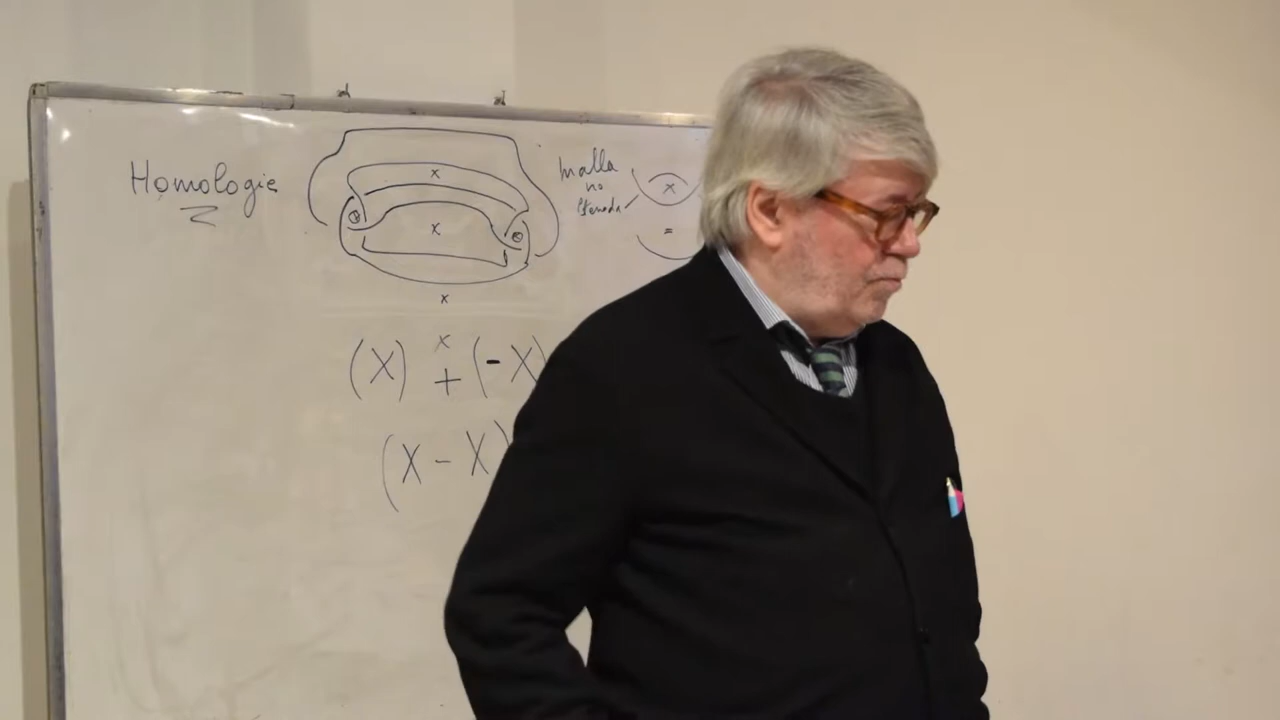 Homologie
x
malla
no
x
x
=
x
x
(X) + (-X
(X - X)